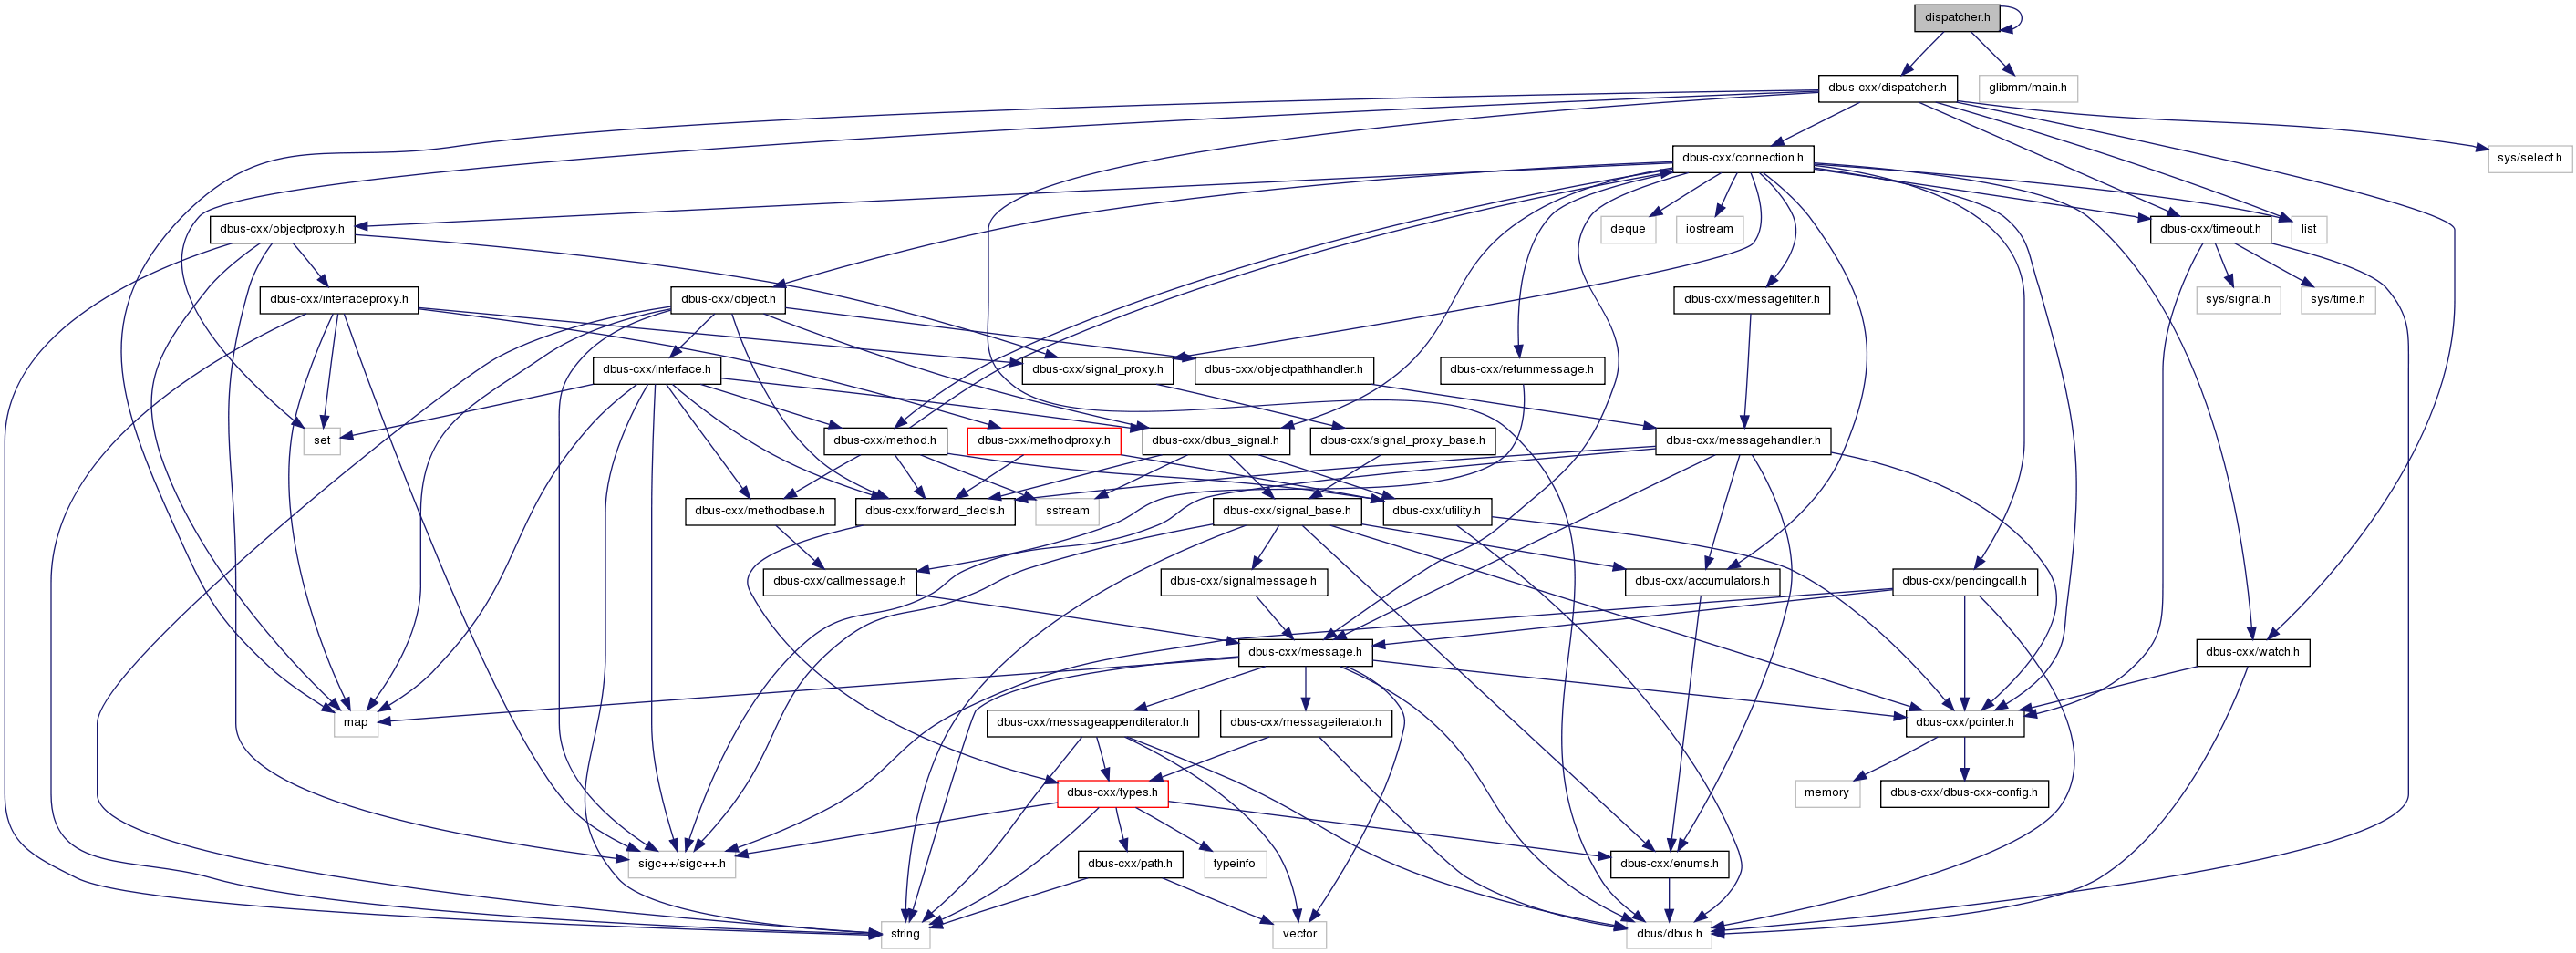 dispatcher.h
dbus-cxx/dispatcher.h
glibmm/main.h
dbus-cxx/connection.h
sys/select.h
dbus-cxx/objectproxy.h
deque
iostream
dbus-cxx/timeout.h
list
dbus-cxx/interfaceproxy.h
dbus-cxx/object.h
dbus-cxx/messagefilter.h
sys/signal.h
sys/time.h
dbus-cxx/interface.h
dbus-cxx/signal_proxy.h
dbus-cxx/objectpathhandler.h
dbus-cxx/returnmessage.h
set
dbus-cxx/method.h
dbus-cxx/methodproxy.h
dbus-cxx/dbus_signal.h
dbus-cxx/signal_proxy_base.h
dbus-cxx/messagehandler.h
dbus-cxx/methodbase.h
dbus-cxx/forward_decls.h
sstream
dbus-cxx/signal_base.h
dbus-cxx/utility.h
dbus-cxx/callmessage.h
dbus-cxx/signalmessage.h
dbus-cxx/accumulators.h
dbus-cxx/pendingcall.h
dbus-cxx/message.h
dbus-cxx/watch.h
map
dbus-cxx/messageappenditerator.h
dbus-cxx/messageiterator.h
dbus-cxx/pointer.h
dbus-cxx/types.h
memory
dbus-cxx/dbus-cxx-config.h
sigc++/sigc++.h
dbus-cxx/path.h
typeinfo
dbus-cxx/enums.h
string
vector
dbus/dbus.h